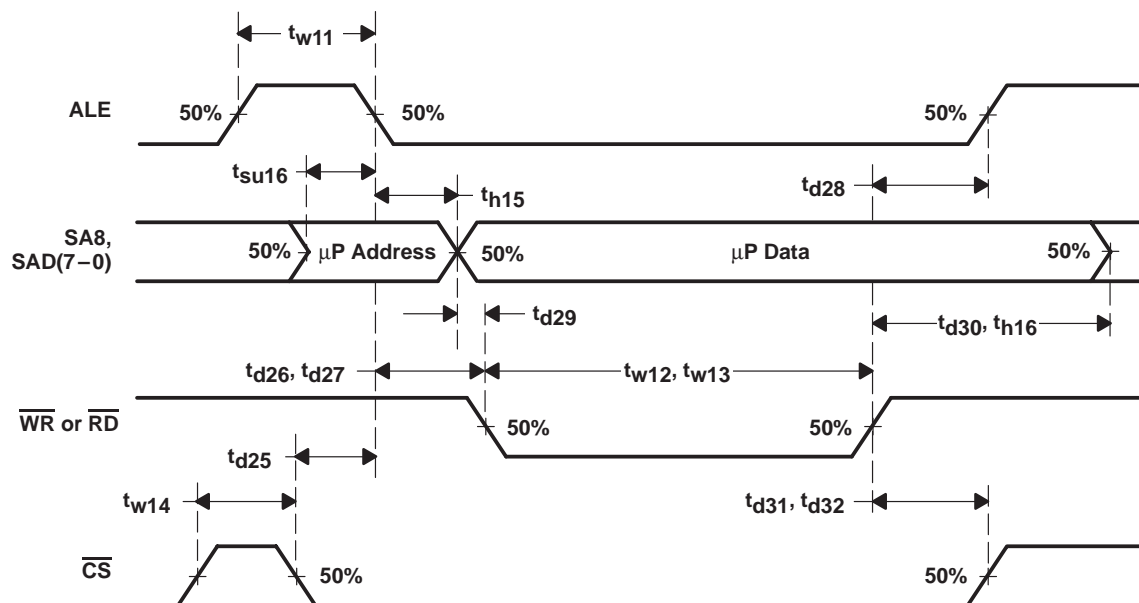 tw11
ALE
50%
50%
50%
tsu16
th15
td28
SA8,
SAD(7–0)
50%
μP Address
50%
μP Data
50%
td29
td30, th16
td26, td27
tw12, tw13
WR or RD
50%
50%
td25
tw14
td31, td32
CS
50%
50%